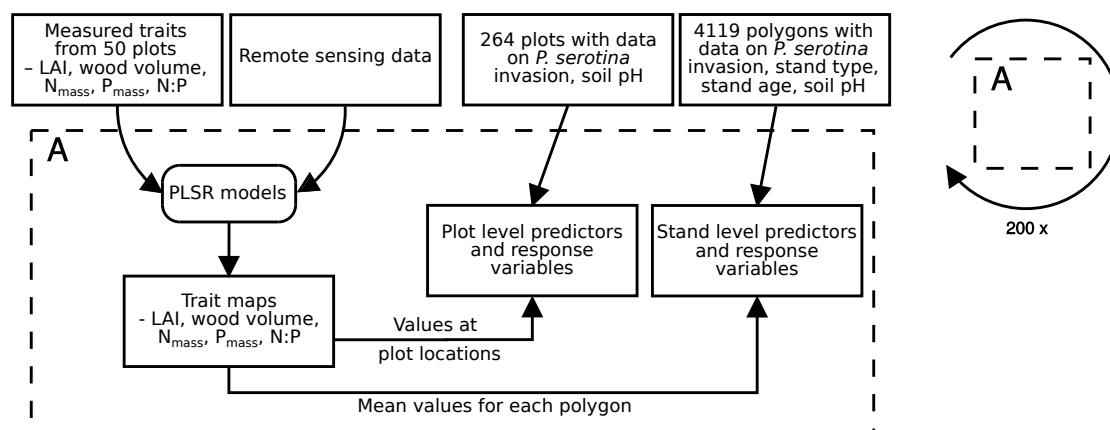 Measured traits
from 50 plots
– LAI, wood volume,
Nmass, Pmass, N:P
Remote sensing data
264 plots with data
on P. serotina
invasion, soil pH
4119 polygons with
data on P. serotina
invasion, stand type,
stand age, soil pH
A
200 x
A
PLSR models
Plot level predictors
and response
variables
Stand level predictors
and response
variables
Trait maps
- LAI, wood volume,
Nmass, Pmass, N:P
Values at
plot locations
Mean values for each polygon